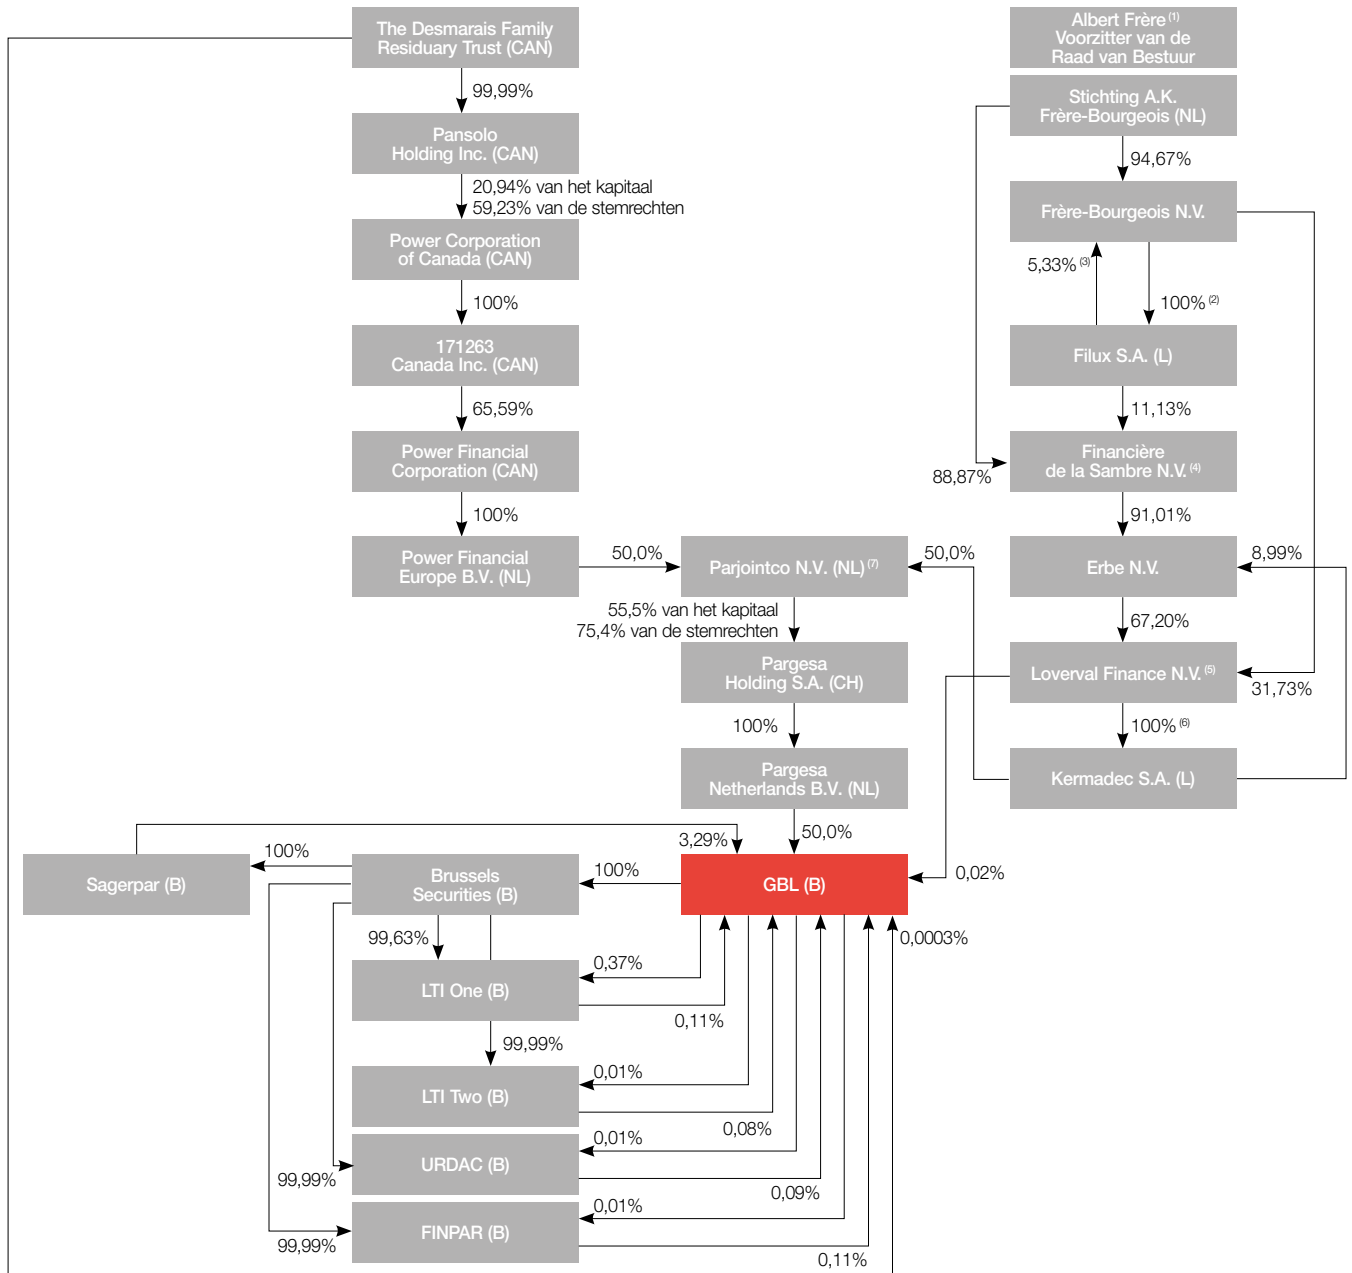 The Desmarais Family
Residuary Trust (CAN)
99,99%
Pansolo
Holding Inc. (CAN)
20,94% van het kapitaal
59,23% van de stemrechten
Power Corporation
of Canada (CAN)
100%
171263
Canada Inc. (CAN)
65,59%
Power Financial
Corporation (CAN)
100%
Power Financial
Europe B.V. (NL)
50,0%
Parjointco N.V. (NL) (7)
50,0%
55,5% van het kapitaal
75,4% van de stemrechten
Pargesa
Holding S.A. (CH)
100%
Pargesa
Netherlands B.V. (NL)
50,0%
Albert Frère (1)
Voorzitter van de
Raad van Bestuur
Stichting A.K.
Frère-Bourgeois (NL)
94,67%
Frère-Bourgeois N.V.
5,33% (3)
100% (2)
Filux S.A. (L)
11,13%
Financière
de la Sambre N.V. (4)
88,87%
91,01%
Erbe N.V.
8,99%
67,20%
Loverval Finance N.V. (5)
31,73%
100% (6)
Kermadec S.A. (L)
3,29%
GBL (B)
0,02%
100%
Sagerpar (B)
Brussels
Securities (B)
100%
99,63%
0,37%
0,0003%
LTI One (B)
0,11%
99,99%
0,01%
LTI Two (B)
0,08%
0,01%
URDAC (B)
99,99%
0,09%
0,01%
FINPAR (B)
99,99%
0,11%